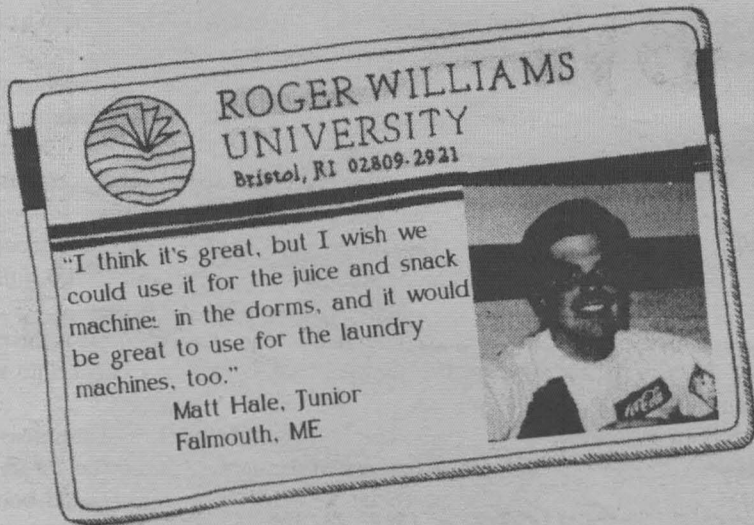 ROGER WILLIAMS
UNIVERSITY
Bristol, RI 02809-2921
"I think it's great, but I wish we
could use it for the juice and snack
machines in the dorms, and it would
be great to use for the laundry
machines, too."
Matt Hale, Junior
Falmouth, ME